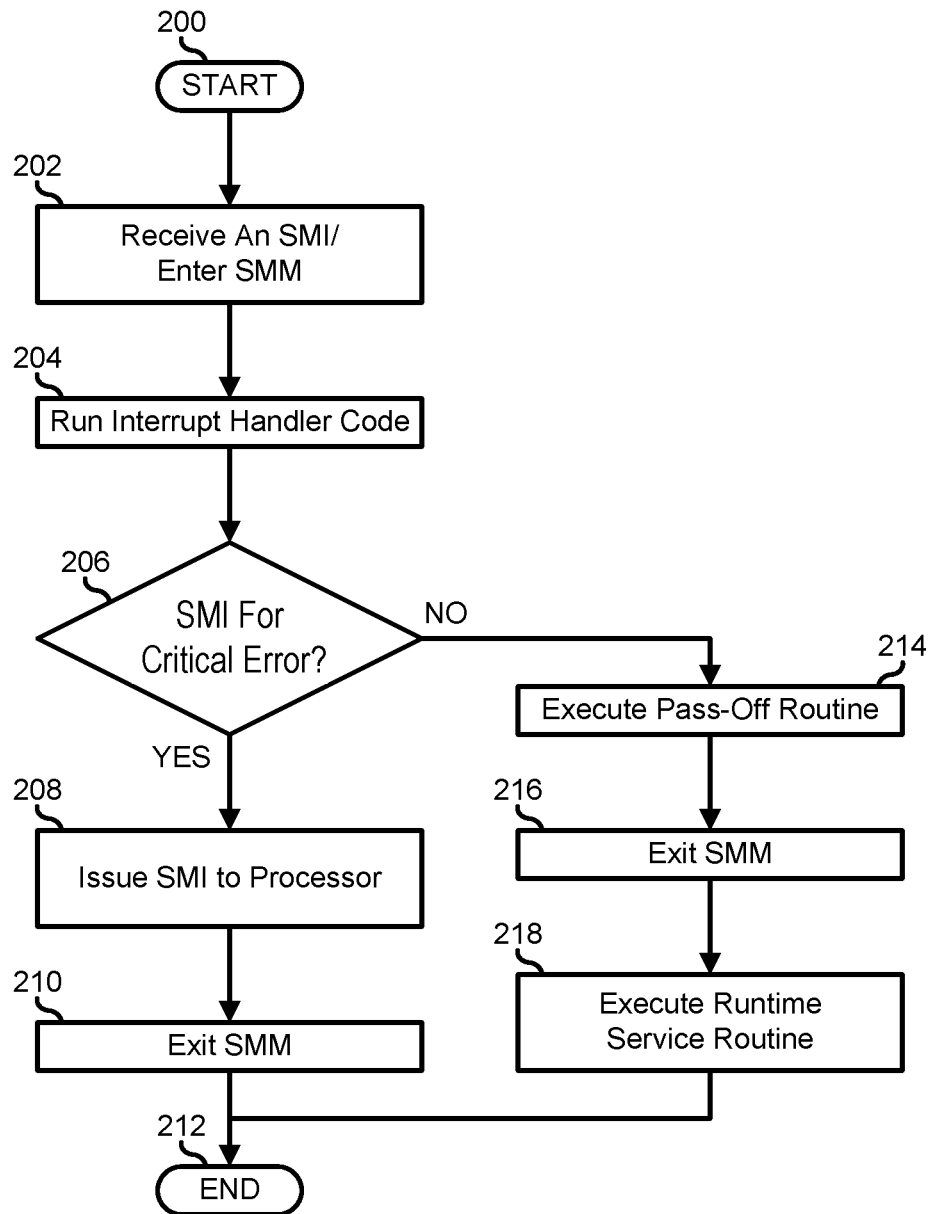 200
START
202
Receive An SMI/
Enter SMM
204
Run Interrupt Handler Code
206
SMI For
Critical Error?
NO
YES
214
Execute Pass-Off Routine
208
Issue SMI to Processor
216
Exit SMM
210
Exit SMM
218
Execute Runtime
Service Routine
212
END